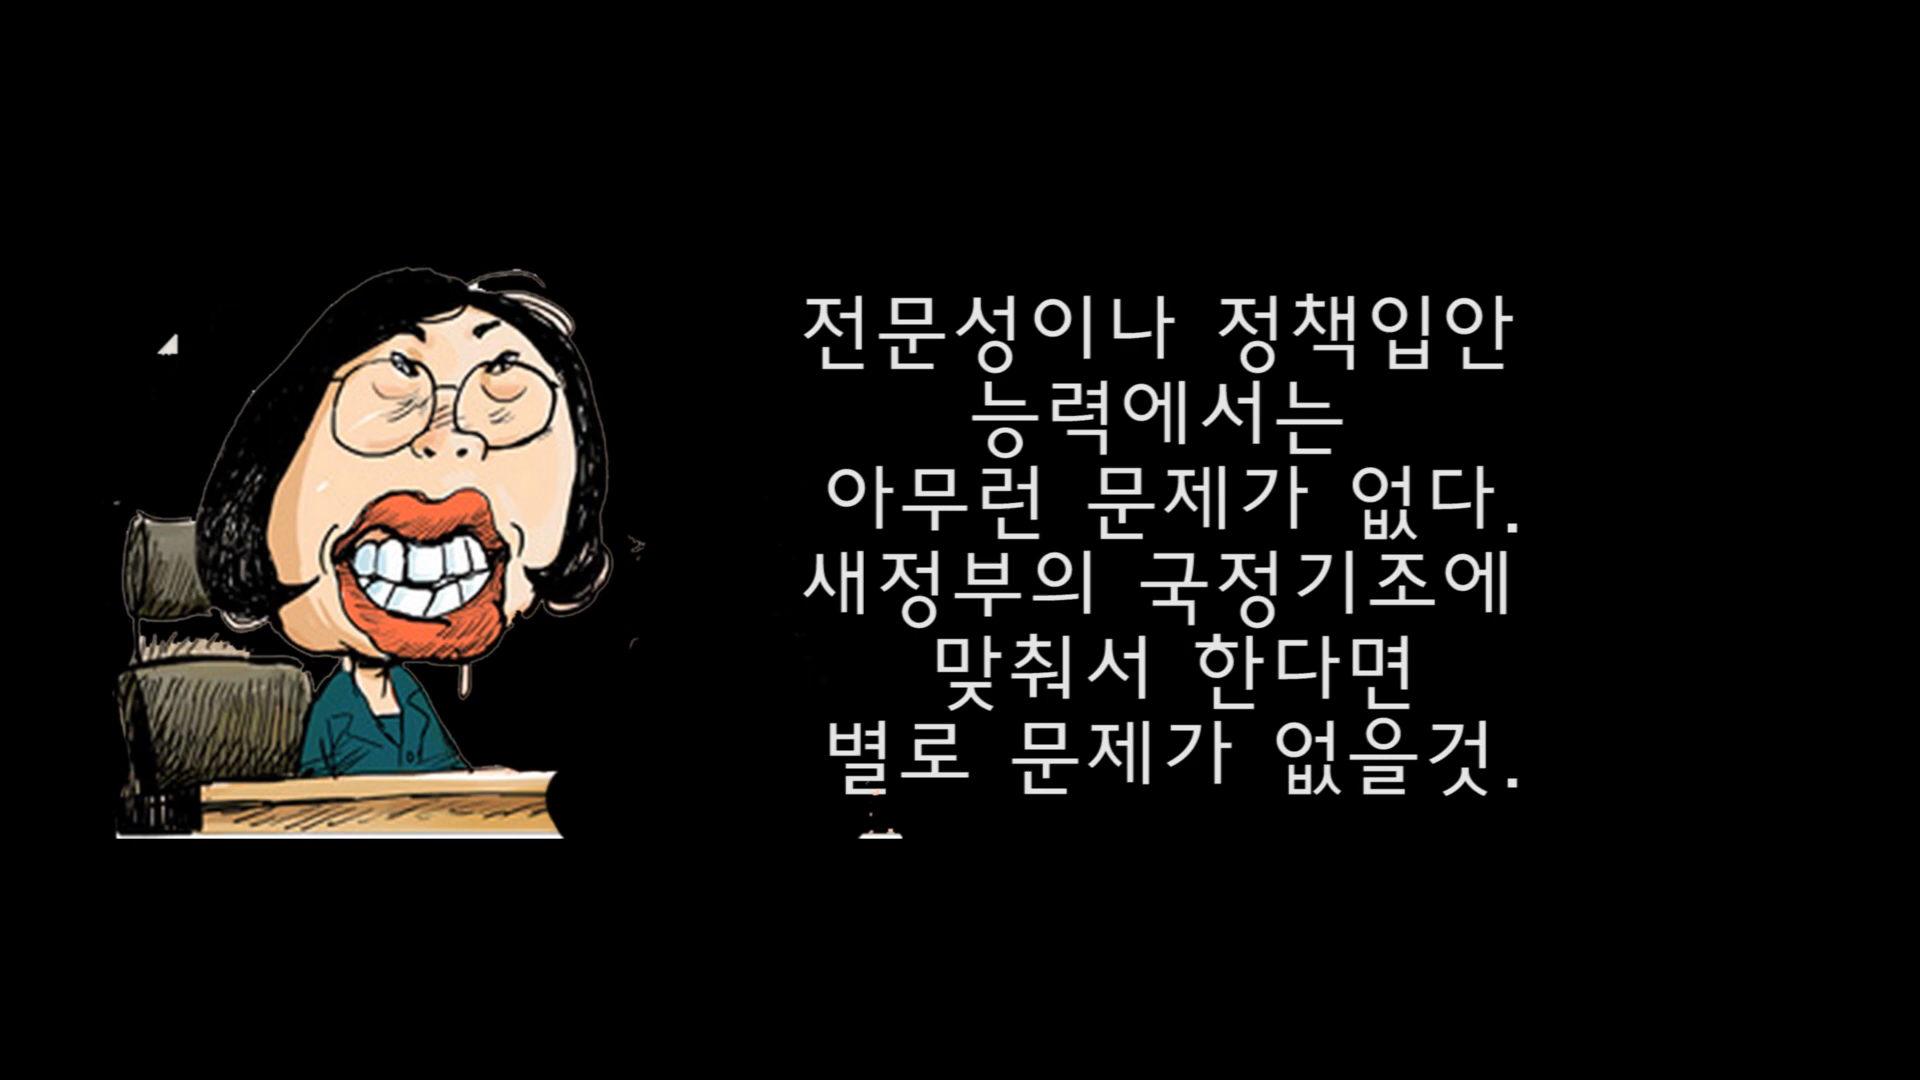 전문성이나 정책입안
능력에서는
아무런 문제가 없다.
새정부의 국정기조에
맞춰서 한다면
별로 문제가 없을것.